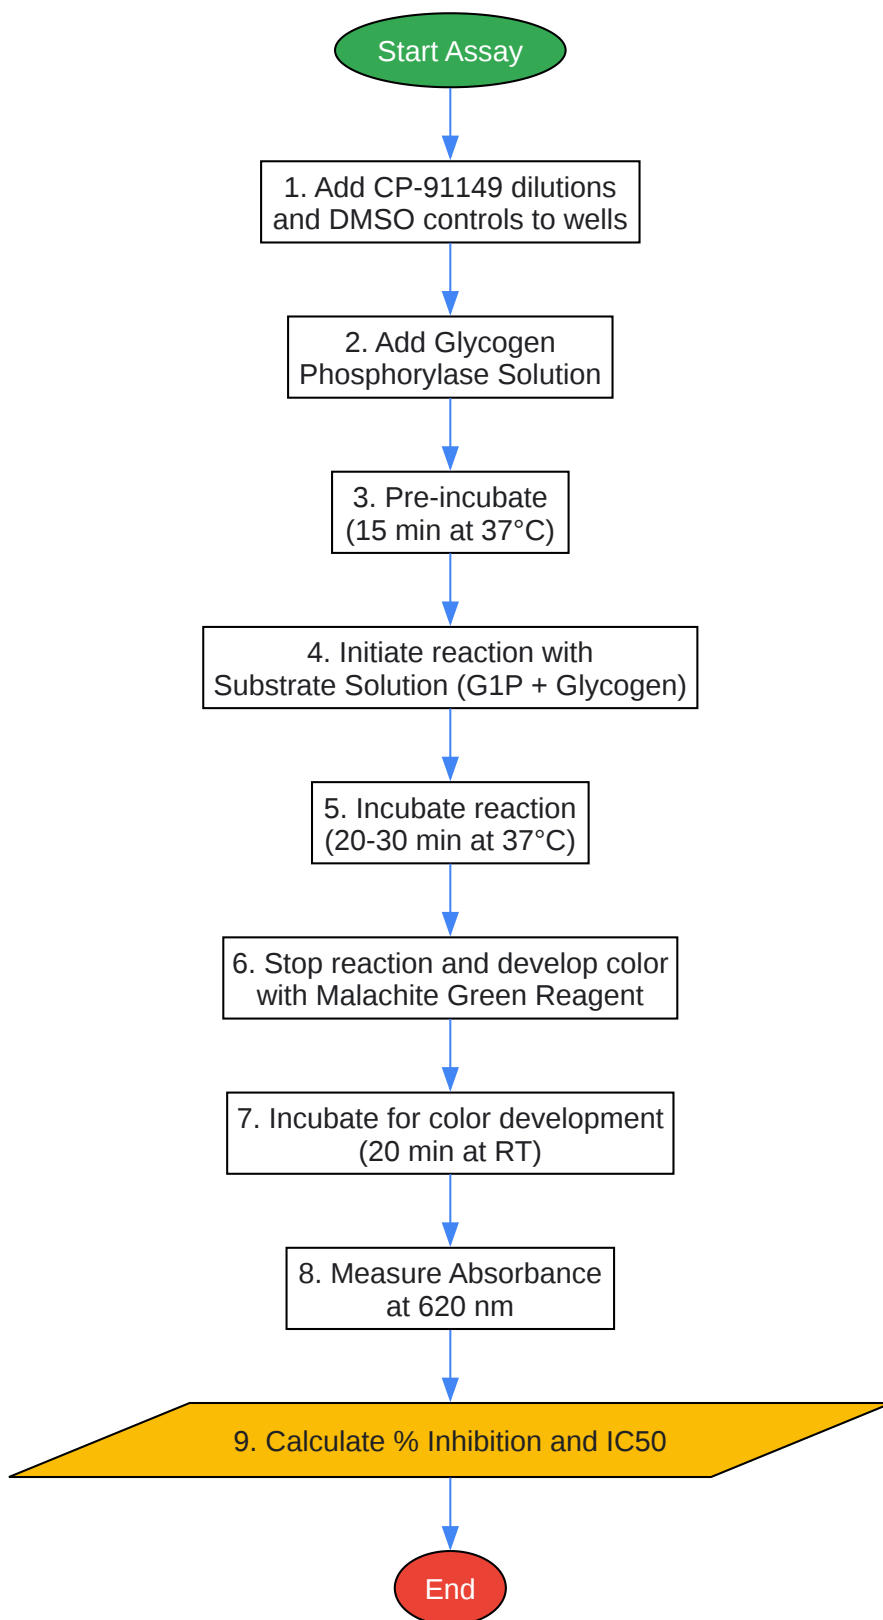 Start Assay
1. Add CP-91149 dilutions
and DMSO controls to wells
2. Add Glycogen
Phosphorylase Solution
3. Pre-incubate
(15 min at 37°C)
4. Initiate reaction with
Substrate Solution (G1P + Glycogen)
5. Incubate reaction
(20-30 min at 37°C)
6. Stop reaction and develop color
with Malachite Green Reagent
7. Incubate for color development
(20 min at RT)
8. Measure Absorbance
at 620 nm
9. Calculate % Inhibition and IC50
End